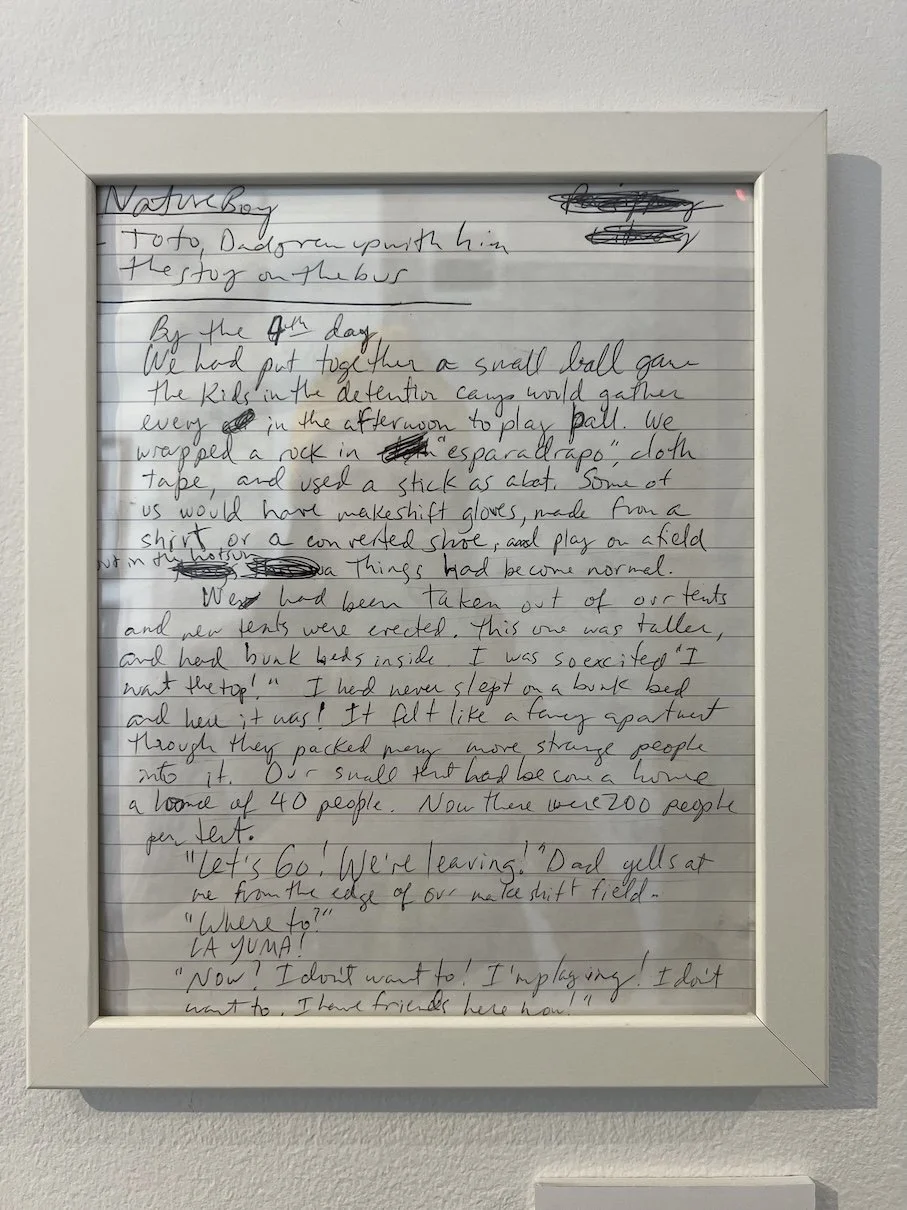 Nature Boy
- Toto, Dad grew up with him
the stoy on the bus
By the 4th day
We had put together a small ball game
the kids in the detention camp would gather
every in the afternoon to play ball. We
wrapped a rock in "esparadrapo", cloth
tape, and used a stick as a bat. Some of
us would have makeshift gloves, made from a
shirt or a converted shoe, and play on a field
out in the hot sun
Things had become normal.
We had been taken out of our tents
and new tents were erected. This one was taller,
and had bunk beds inside. I was so excited "I
want the top!" I had never slept on a bunk bed
and here it was! It felt like a fancy apartment
through they packed many more strange people
into it. Our small tent had become a home
a home of 40 people. Now there were 200 people
per tent.
"Let's Go! We're leaving!" Dad yells at
me from the edge of our makeshift field.
"Where to?"
LA YUMA!
"Now? I don't want to! I'm playing! I don't
want to. I have friends here now!"